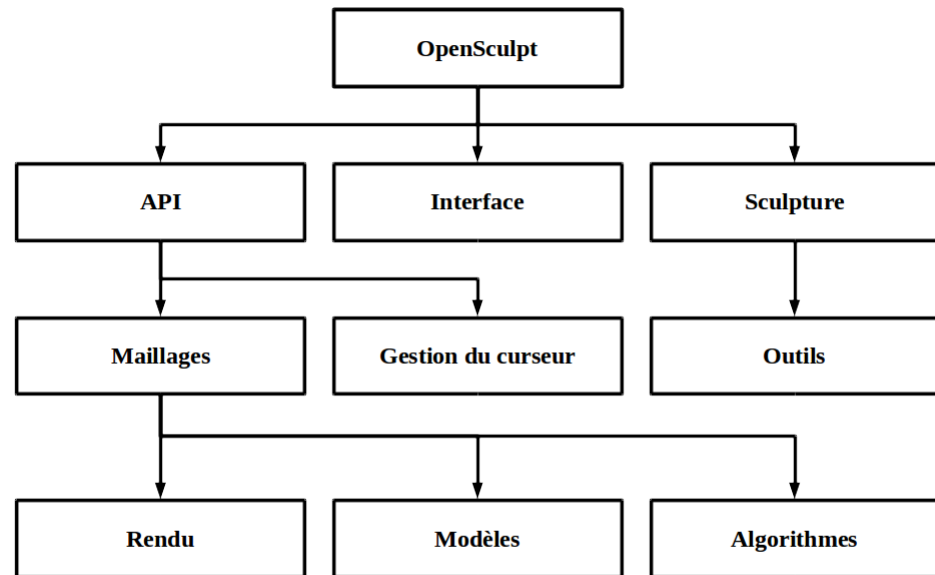 OpenSculpt
API
Interface
Sculpture
Maillages
Gestion du curseur
Outils
Rendu
Modèles
Algorithmes